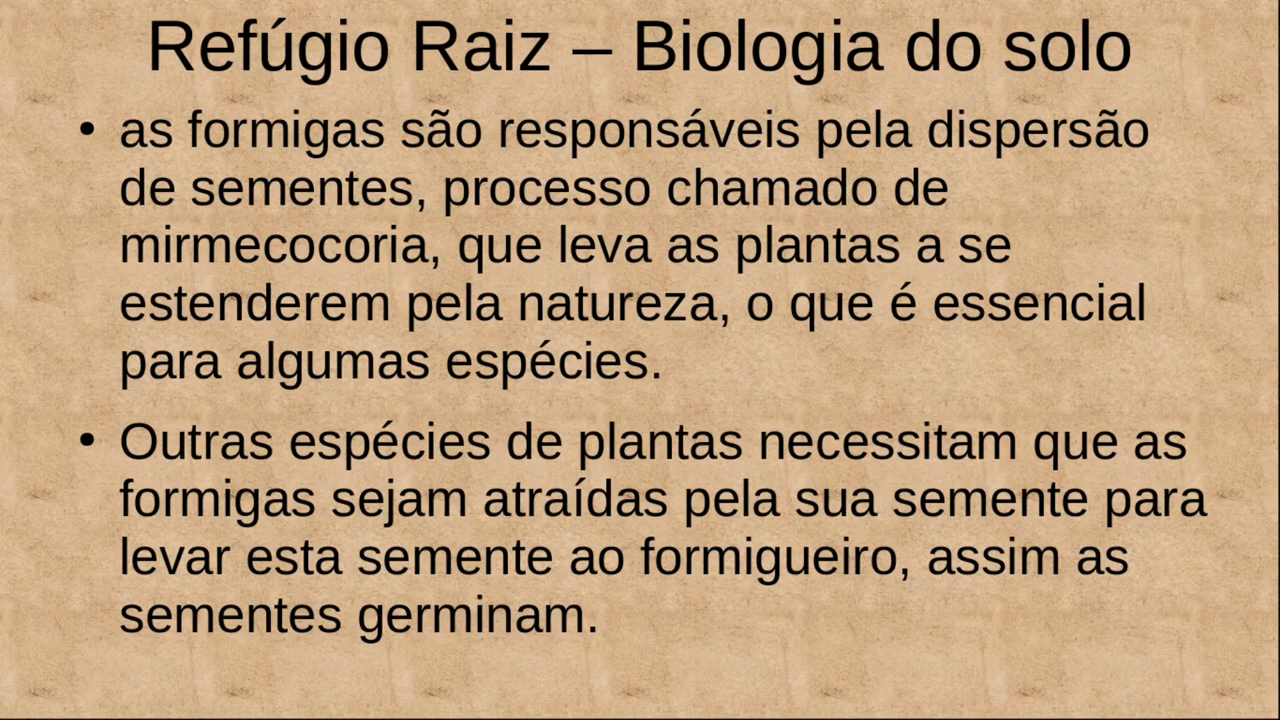 Refúgio Raiz – Biologia do solo
• as formigas são responsáveis pela dispersão
de sementes, processo chamado de
mirmecocoria, que leva as plantas a se
estenderem pela natureza, o que é essencial
para algumas espécies.
• Outras espécies de plantas necessitam que as
formigas sejam atraídas pela sua semente para
levar esta semente ao formigueiro, assim as
sementes germinam.